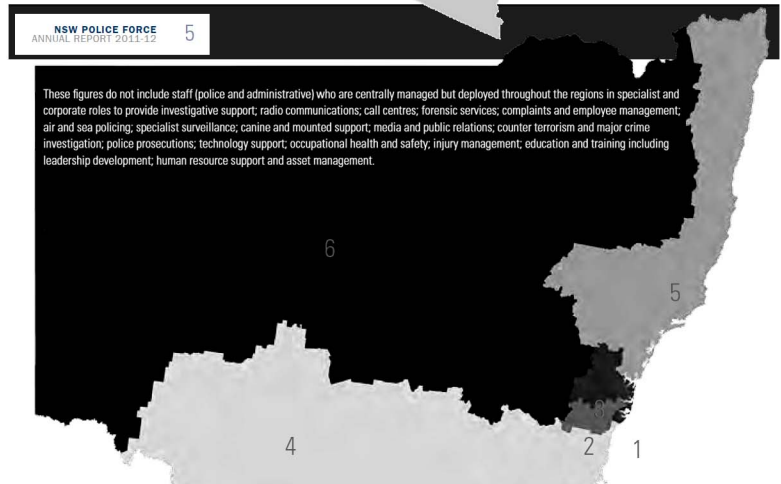 NSW POLICE FORCE
ANNUAL REPORT 2011-12
5
These figures do not include staff (police and administrative) who are centrally managed but deployed throughout the regions in specialist and
corporate roles to provide investigative support; radio communications; call centres; forensic services; complaints and employee management;
air and sea policing; specialist surveillance; canine and mounted support; media and public relations; counter terrorism and major crime
investigation; police prosecutions; technology support; occupational health and safety; injury management; education and training including
leadership development; human resource support and asset management.
6
5
3
4
2
1